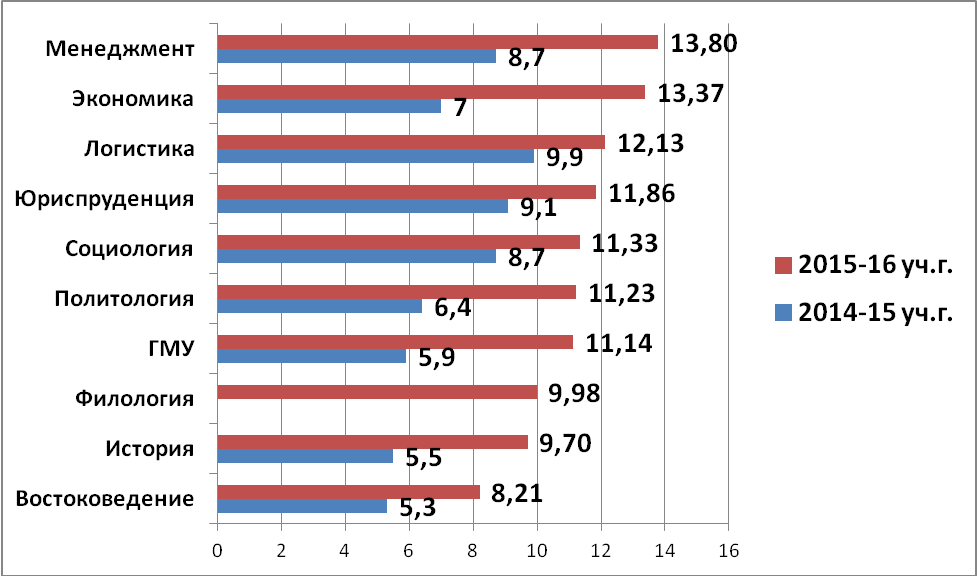 Менеджмент
13,80
8,7
Экономика
13,37
7
Логистика
12,13
9,9
Юриспруденция
11,86
9,1
Социология
11,33
8,7
Политология
11,23
6,4
ГМУ
11,14
5,9
Филология
9,98
История
9,70
5,5
Востоковедение
8,21
5,3
0 2 4 6 8 10 12 14 16
2015-16 уч.г.
2014-15 уч.г.